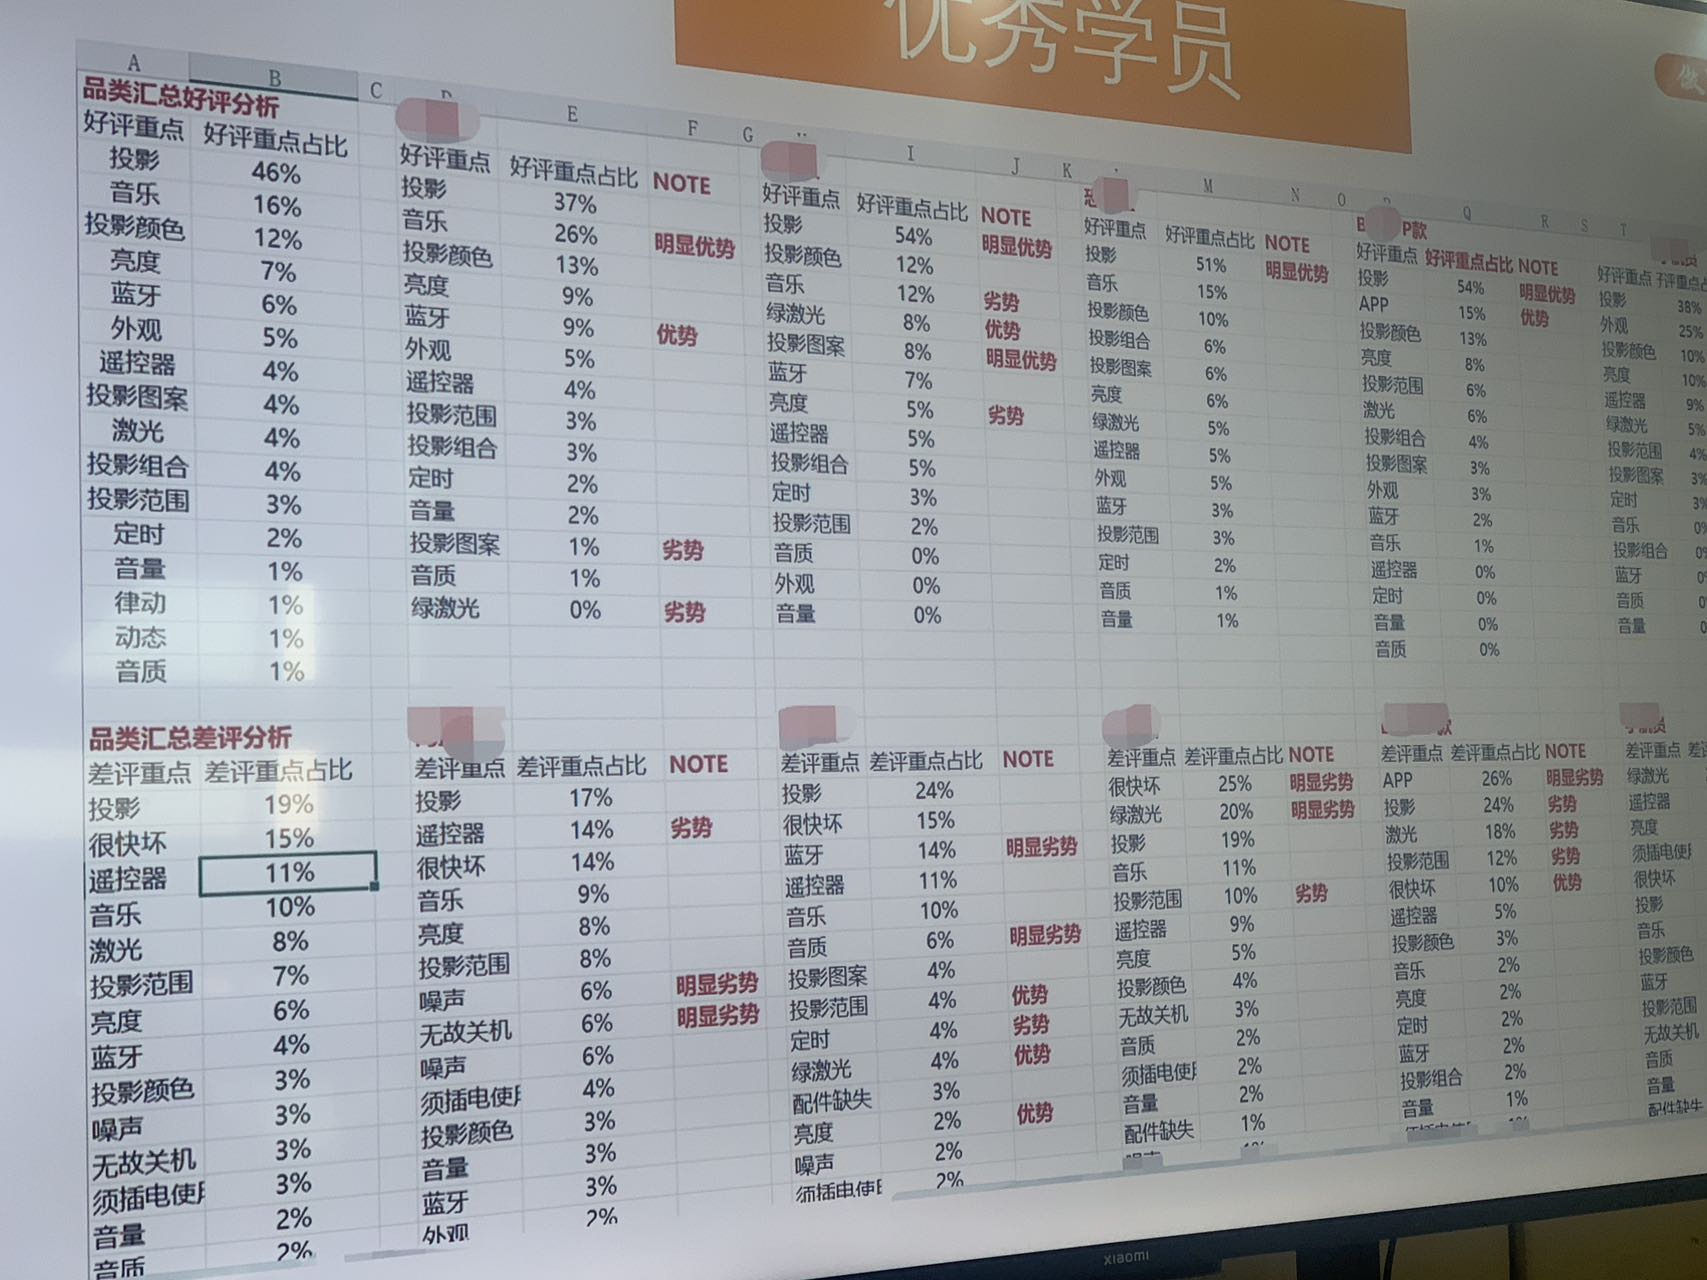 优秀学员
A B C E F G I J K M N O Q R S T
品类汇总好评分析
好评重点 好评重点占比
投影 46%
音乐 16%
投影颜色 12%
亮度 7%
蓝牙 6%
外观 5%
遥控器 4%
投影图案 4%
激光 4%
投影组合 4%
投影范围 3%
定时 2%
音量 1%
律动 1%
动态 1%
音质 1%
好评重点 好评重点占比 NOTE
投影 37%
音乐 26% 明显优势
投影颜色 13%
亮度 9%
蓝牙 9% 优势
外观 5%
遥控器 4%
投影范围 3%
投影组合 3%
定时 2%
音量 2%
投影图案 1% 劣势
音质 1%
绿激光 0% 劣势
好评重点 好评重点占比 NOTE
投影 54% 明显优势
投影颜色 12%
音乐 12% 劣势
绿激光 8% 优势
投影图案 8% 明显优势
蓝牙 7%
亮度 5% 劣势
遥控器 5%
投影组合 5%
定时 3%
投影范围 2%
音质 0%
外观 0%
音量 0%
好评重点 好评重点占比 NOTE
投影 51% 明显优势
音乐 15%
投影颜色 10%
投影组合 6%
投影图案 6%
亮度 6%
绿激光 5%
遥控器 5%
外观 5%
蓝牙 3%
投影范围 3%
定时 2%
音质 1%
音量 1%
P款
好评重点 好评重点占比 NOTE
投影 54% 明显优势
APP 15% 优势
投影颜色 13%
亮度 8%
投影范围 6%
激光 6%
投影组合 4%
投影图案 3%
外观 3%
蓝牙 2%
音乐 1%
遥控器 0%
定时 0%
音量 0%
音质 0%
好评重点
投影 38%
外观 25%
投影颜色 10%
亮度 10%
遥控器 9%
绿激光 5%
投影范围 4%
投影图案 3%
定时 3%
音乐 0%
投影组合 0%
蓝牙 0
音质 0
音量 0
品类汇总差评分析
差评重点 差评重点占比
投影 19%
很快坏 15%
遥控器 11%
音乐 10%
激光 8%
投影范围 7%
亮度 6%
蓝牙 4%
投影颜色 3%
噪声 3%
无故关机 3%
须插电使用 3%
音量 2%
音质 2%
差评重点 差评重点占比 NOTE
投影 17%
遥控器 14% 劣势
很快坏 14%
音乐 9%
亮度 8%
投影范围 8%
噪声 6% 明显劣势
无故关机 6% 明显劣势
噪声 6%
须插电使用 4%
投影颜色 3%
音量 3%
蓝牙 3%
外观 2%
差评重点 差评重点占比 NOTE
投影 24%
很快坏 15%
蓝牙 14% 明显劣势
遥控器 11%
音乐 10%
音质 6% 明显劣势
投影图案 4%
投影范围 4% 优势
定时 4% 劣势
绿激光 4% 优势
配件缺失 3%
亮度 2% 优势
噪声 2%
须插电使 2%
差评重点 差评重点占比 NOTE
很快坏 25% 明显劣势
绿激光 20% 明显劣势
投影 19%
音乐 11%
投影范围 10% 劣势
遥控器 9%
亮度 5%
投影颜色 4%
无故关机 3%
音质 2%
须插电使用 2%
音量 2%
配件缺失 1%
款
差评重点 差评重点占比 NOTE
APP 26% 明显劣势
投影 24% 劣势
激光 18% 劣势
投影范围 12% 劣势
很快坏 10% 优势
遥控器 5%
投影颜色 3%
音乐 2%
亮度 2%
定时 2%
蓝牙 2%
投影组合 2%
音量 1%
差评重点 差
绿激光
遥控器
亮度
须插电使用
很快坏
投影
音乐
投影颜色
蓝牙
投影范围
无故关机
音质
音量
配件缺失
xiaomi